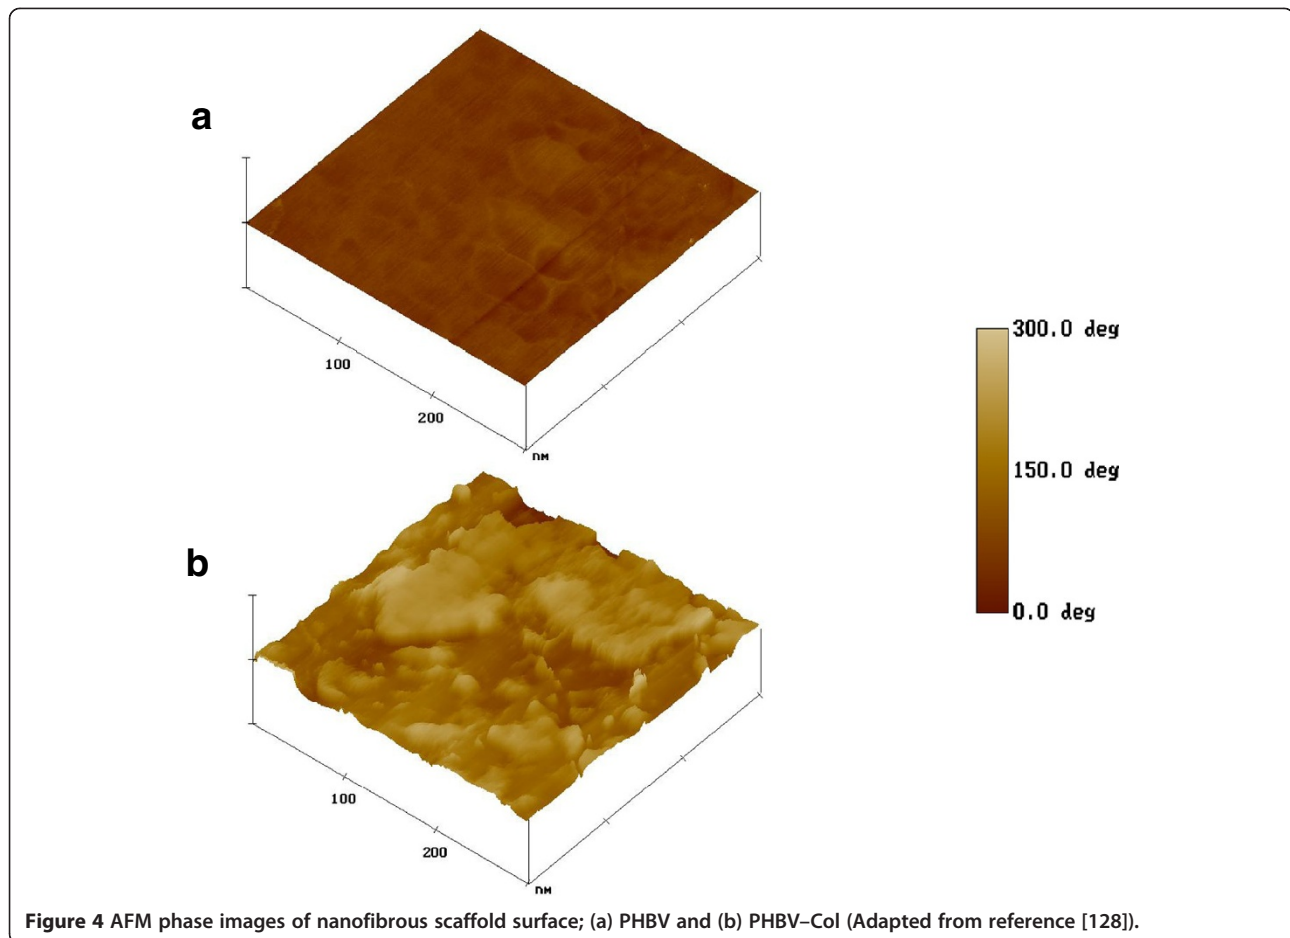 a
100
200
nm
300.0 deg
150.0 deg
0.0 deg
b
100
200
nm
Figure 4 AFM phase images of nanofibrous scaffold surface; (a) PHBV and (b) PHBV–Col (Adapted from reference [128]).